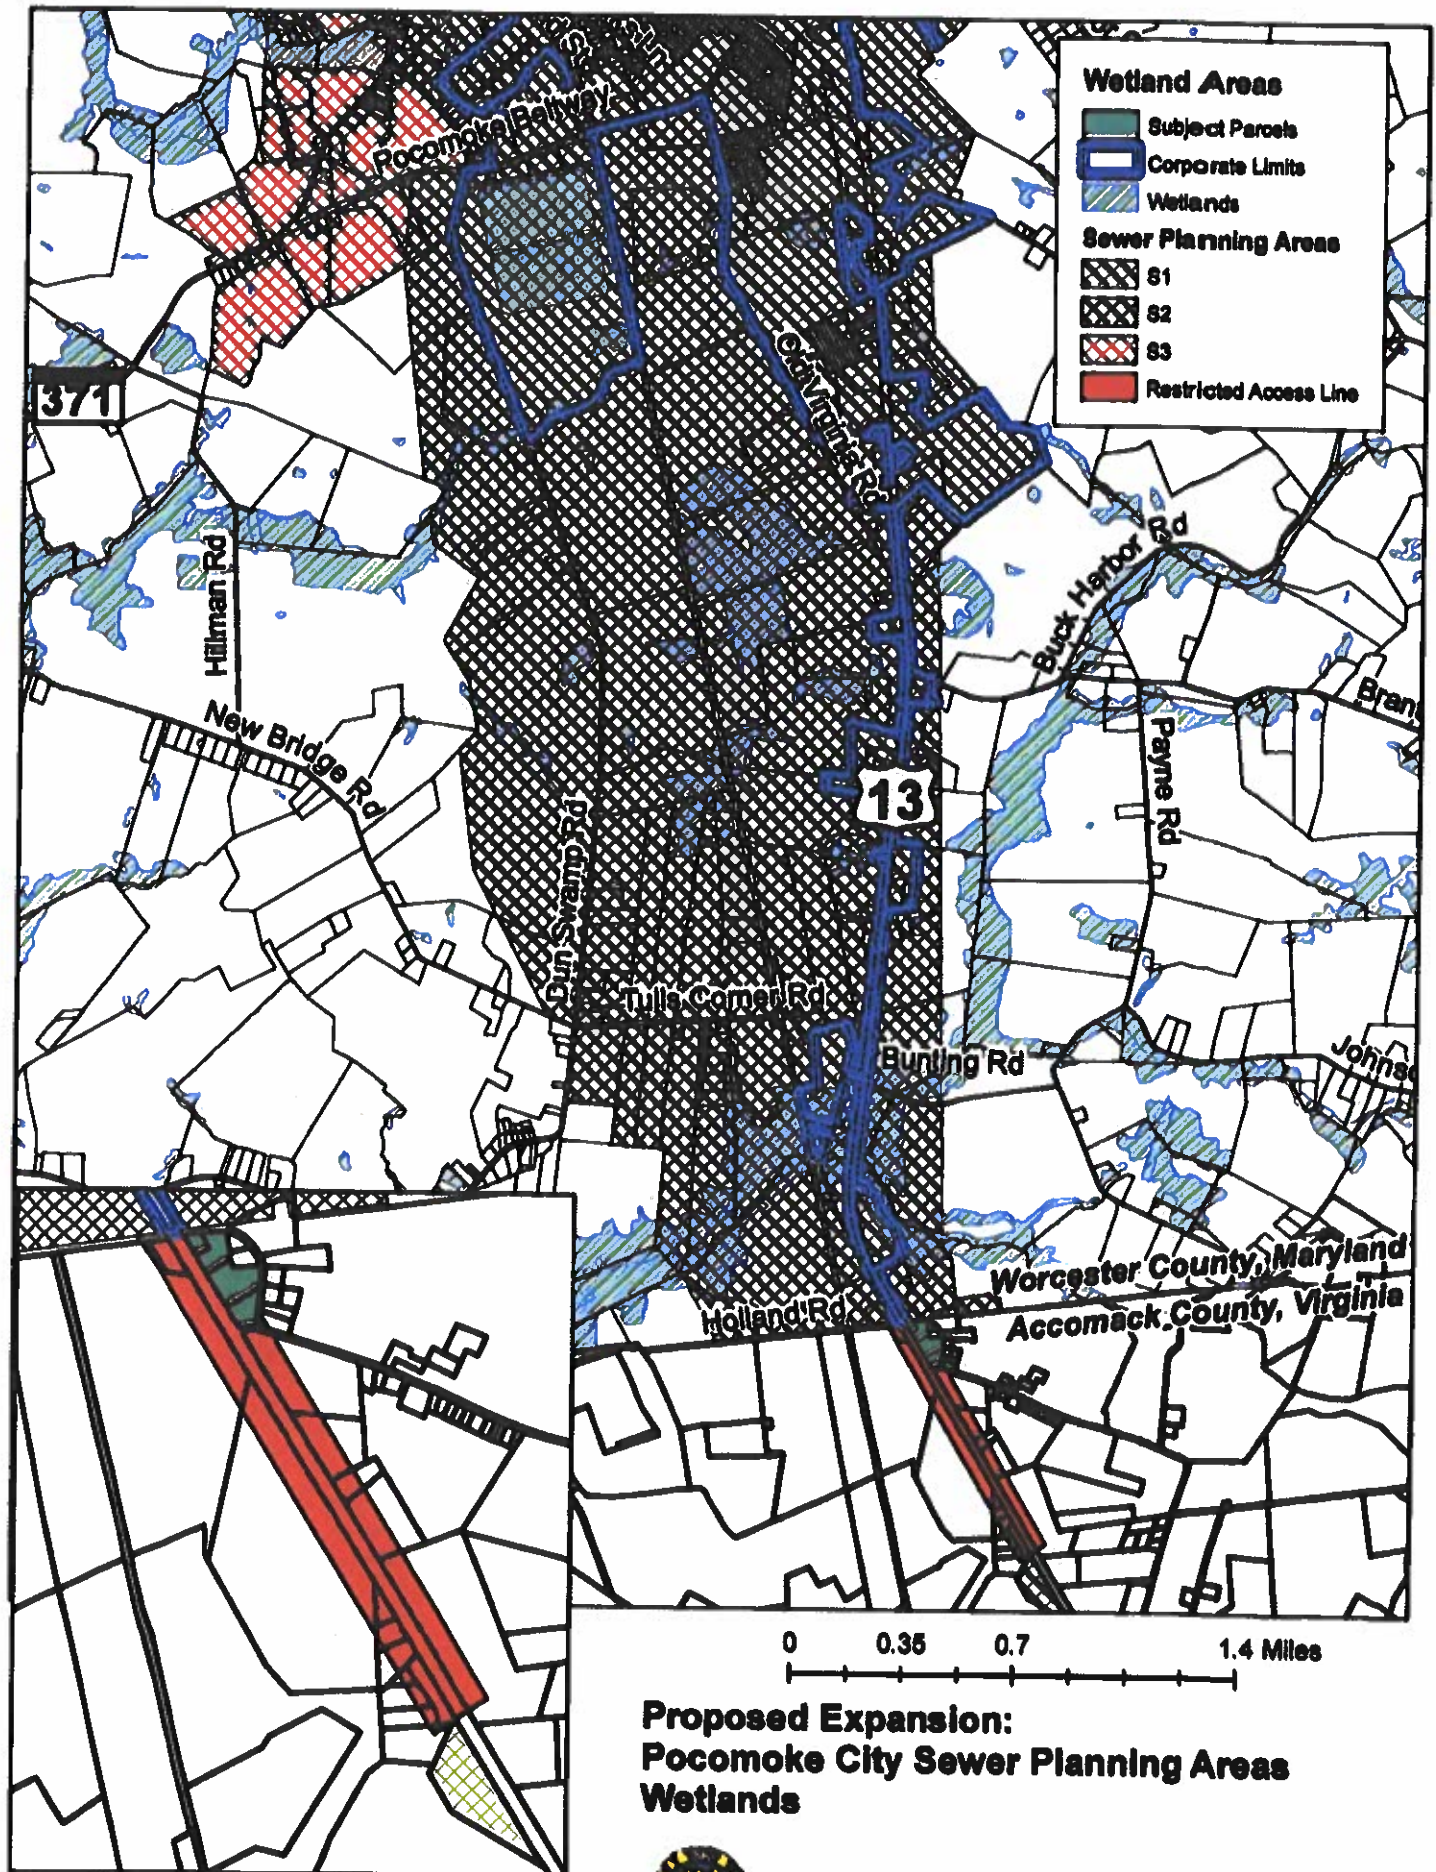 Wetland Areas
Subject Parcels
Corporate Limits
Wetlands
Sewer Planning Areas
S1
S2
S3
Restricted Access Line
Pocomoke Beltway
371
Old Virginia Rd
Hillman Rd
Buck Harbor Rd
New Bridge Rd
Payne Rd
13
Dun Swamp Rd
Tulls Corner Rd
Bunting Rd
Worcester County, Maryland
Accomack County, Virginia
Holland Rd
0 0.35 0.7 1.4 Miles
Proposed Expansion:
Pocomoke City Sewer Planning Areas
Wetlands